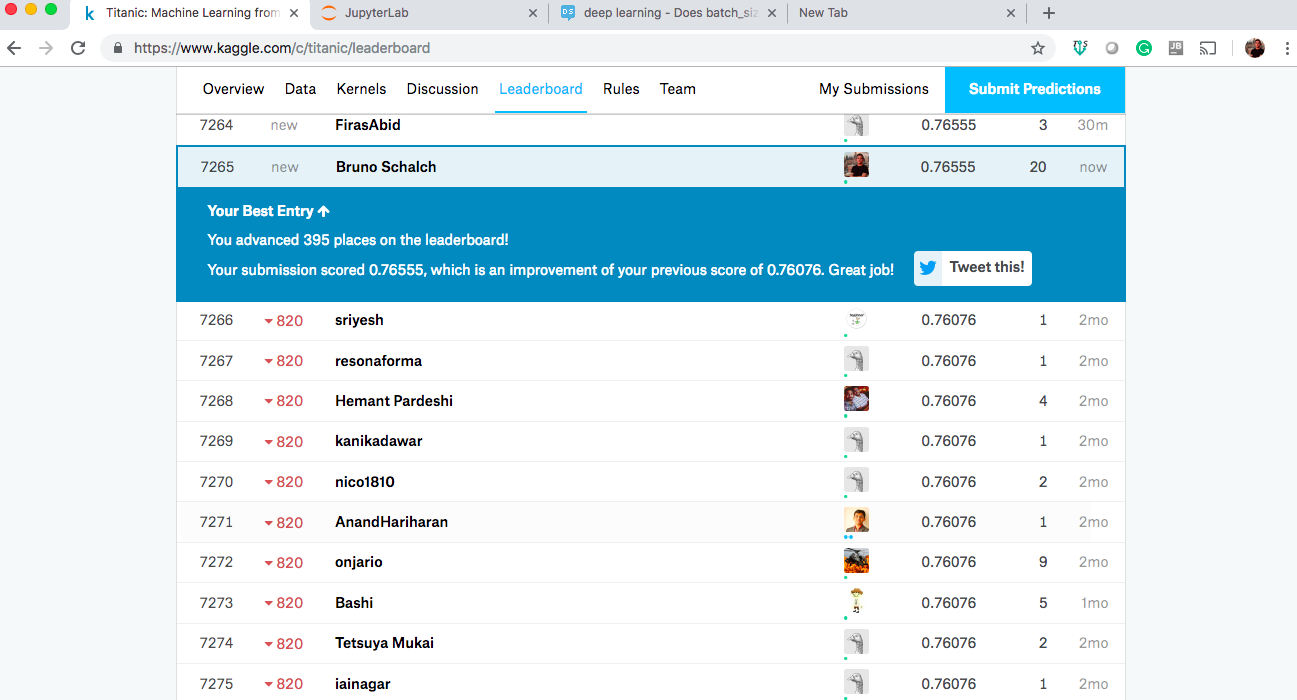 Titanic: Machine Learning from
JupyterLab
deep learning - Does batch_siz
New Tab
https://www.kaggle.com/c/titanic/leaderboard
Overview Data Kernels Discussion Leaderboard Rules Team My Submissions Submit Predictions
7264 new FirasAbid 0.76555 3 30m
7265 new Bruno Schalch 0.76555 20 now
Your Best Entry
You advanced 395 places on the leaderboard!
Your submission scored 0.76555, which is an improvement of your previous score of 0.76076. Great job! Tweet this!
7266 820 sriyesh 0.76076 1 2mo
7267 820 resonaforma 0.76076 1 2mo
7268 820 Hemant Pardeshi 0.76076 4 2mo
7269 820 kanikadawar 0.76076 1 2mo
7270 820 nico1810 0.76076 2 2mo
7271 820 AnandHariharan 0.76076 1 2mo
7272 820 onjario 0.76076 9 2mo
7273 820 Bashi 0.76076 5 1mo
7274 820 Tetsuya Mukai 0.76076 2 2mo
7275 820 iainagar 0.76076 1 2mo